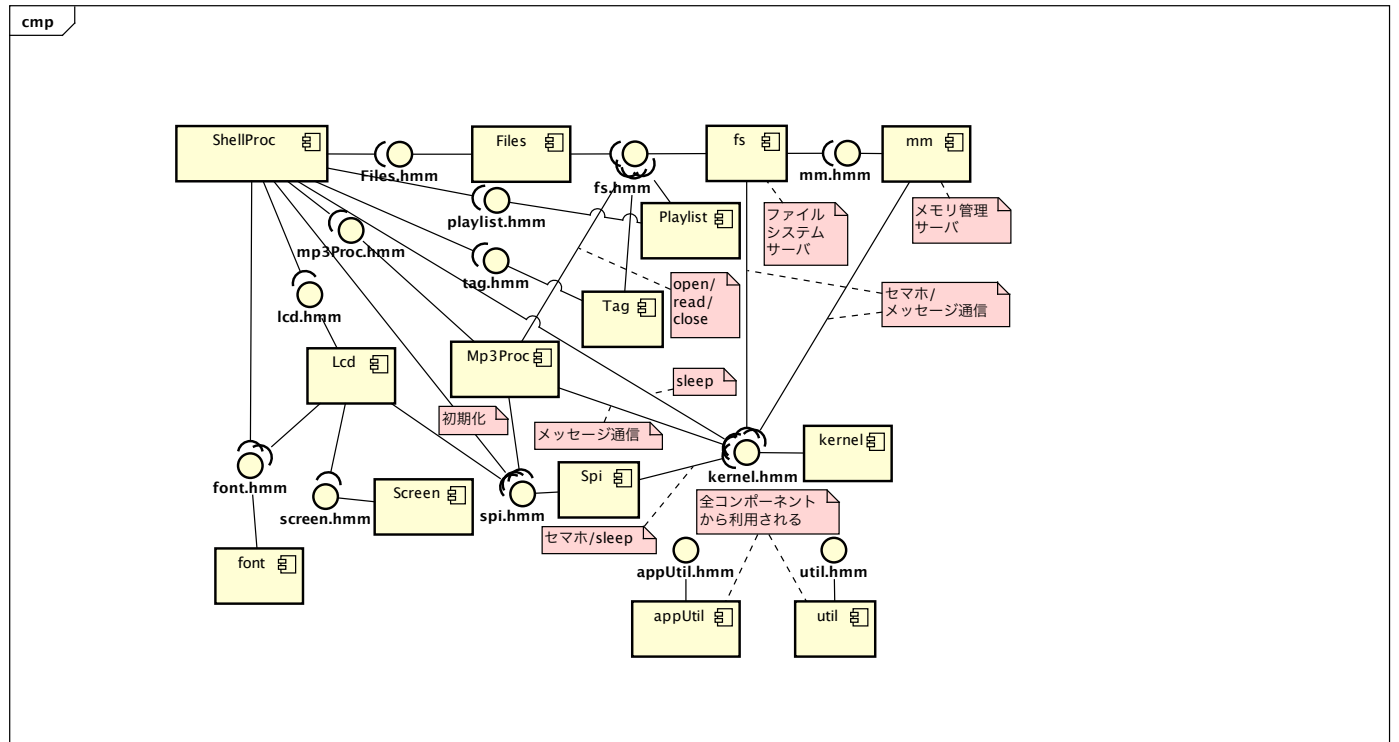 cmp
ShellProc
Files.hmm
Files
fs.hmm
fs
mm.hmm
mm
playlist.hmm
Playlist
ファイル
システム
サーバ
メモリ管理
サーバ
mp3Proc.hmm
tag.hmm
open/
read/
close
セマホ/
メッセージ通信
lcd.hmm
Tag
Lcd
Mp3Proc
sleep
初期化
メッセージ通信
kernel
kernel.hmm
font.hmm
Screen
screen.hmm
spi.hmm
Spi
全コンポーネント
から利用される
セマホ/sleep
font
appUtil.hmm
util.hmm
appUtil
util